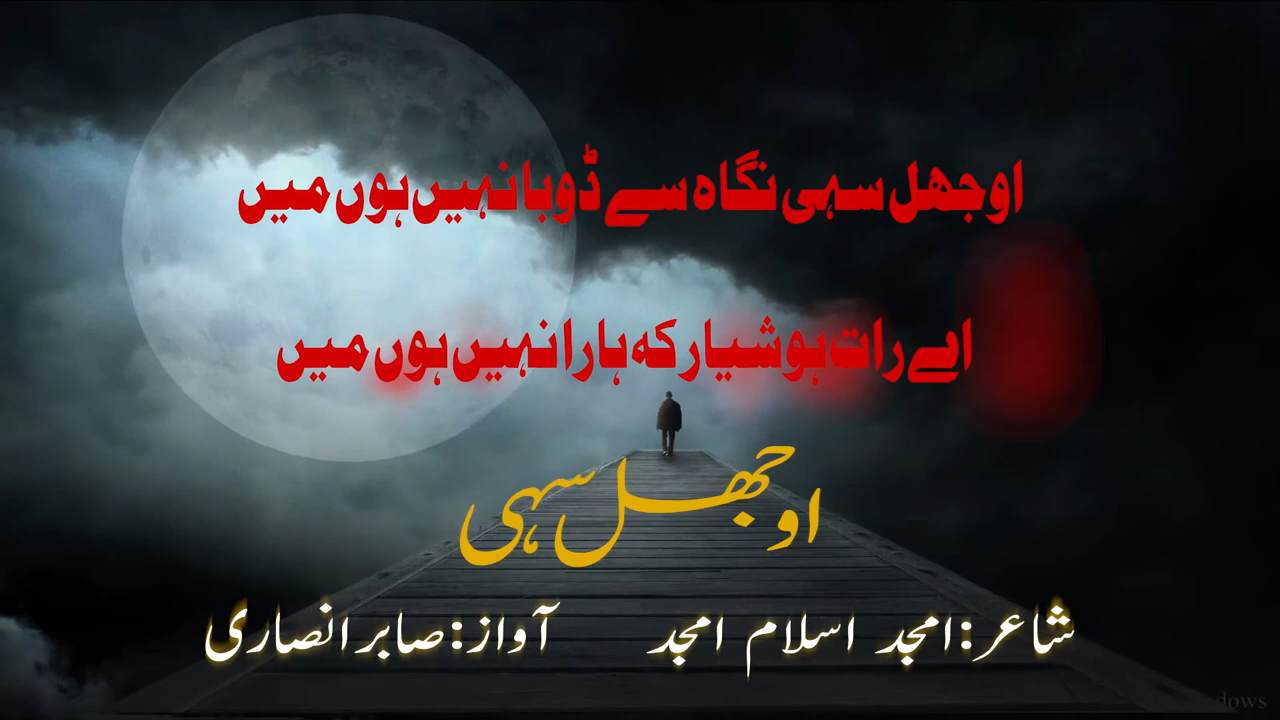 اوجھل سہی نگاہ سے ڈوبا نہیں ہوں میں
اے رات ہوشیار کہ ہارا نہیں ہوں میں
اوجھل سہی
شاعر:امجد اسلام امجد آواز:صابر انصاری
dows